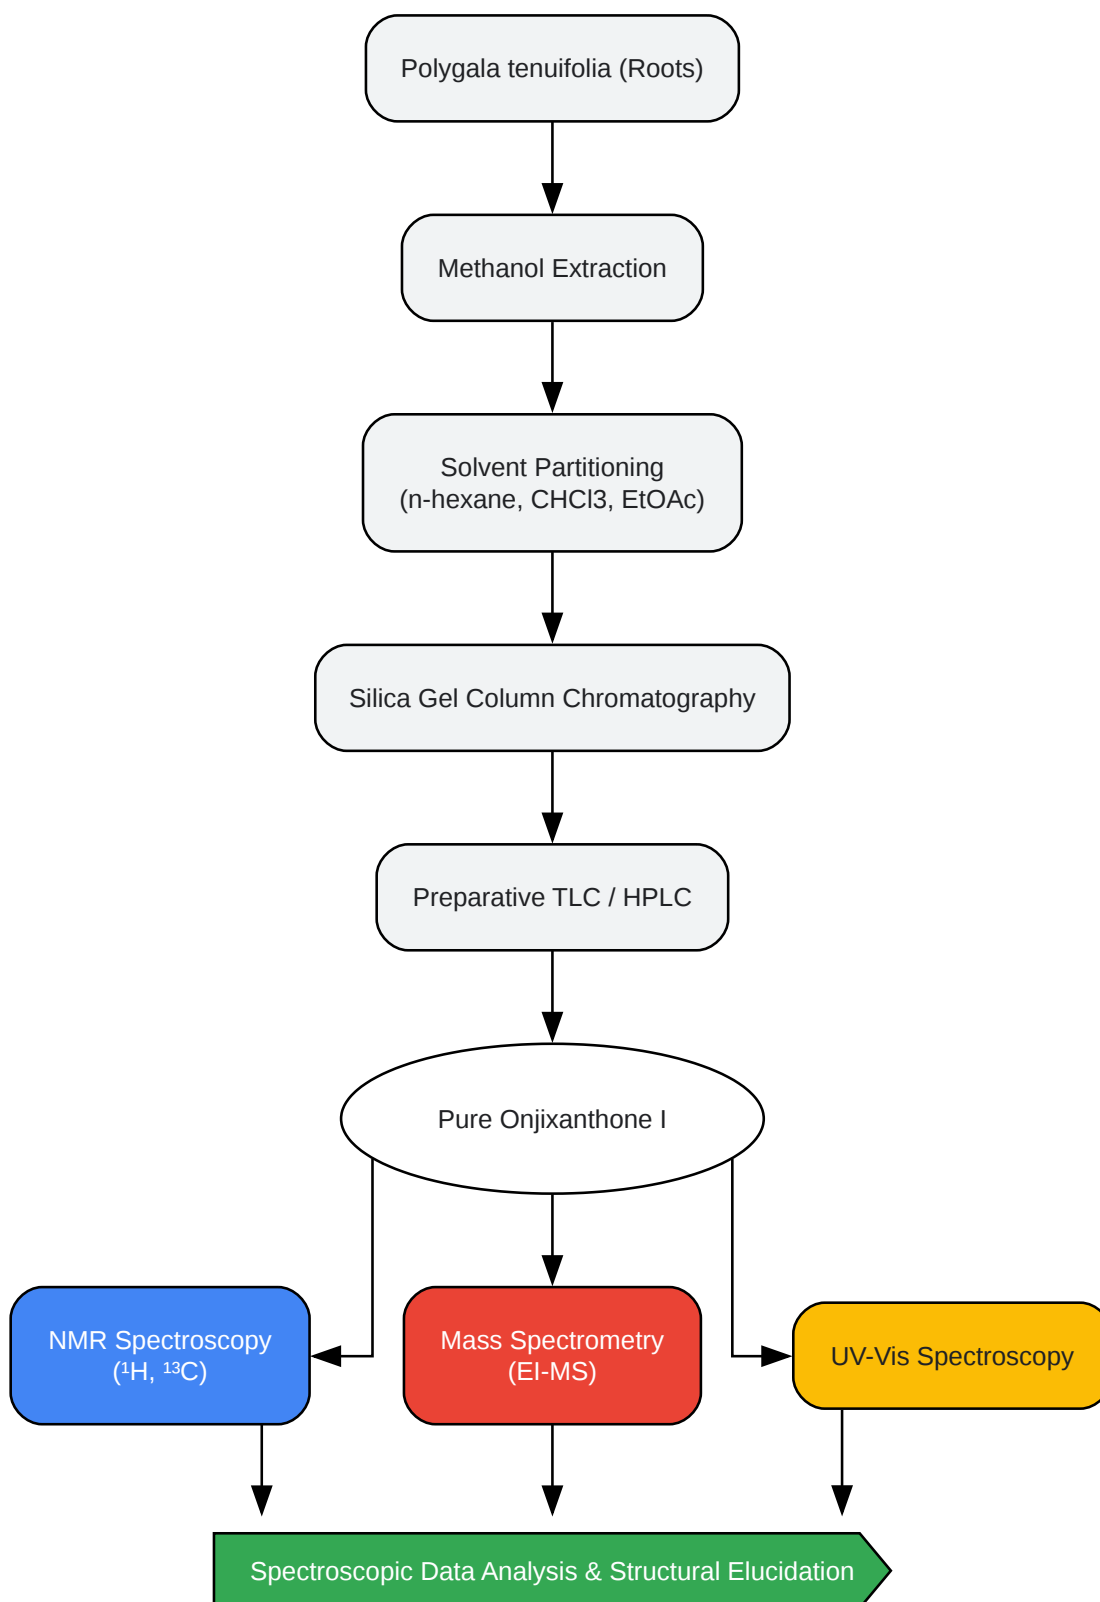 Polygala tenuifolia (Roots)
Methanol Extraction
Solvent Partitioning
(n-hexane, CHCl3, EtOAc)
Silica Gel Column Chromatography
Preparative TLC / HPLC
Pure Onjixanthone I
NMR Spectroscopy
(¹H, ¹³C)
Mass Spectrometry
(EI-MS)
UV-Vis Spectroscopy
Spectroscopic Data Analysis & Structural Elucidation